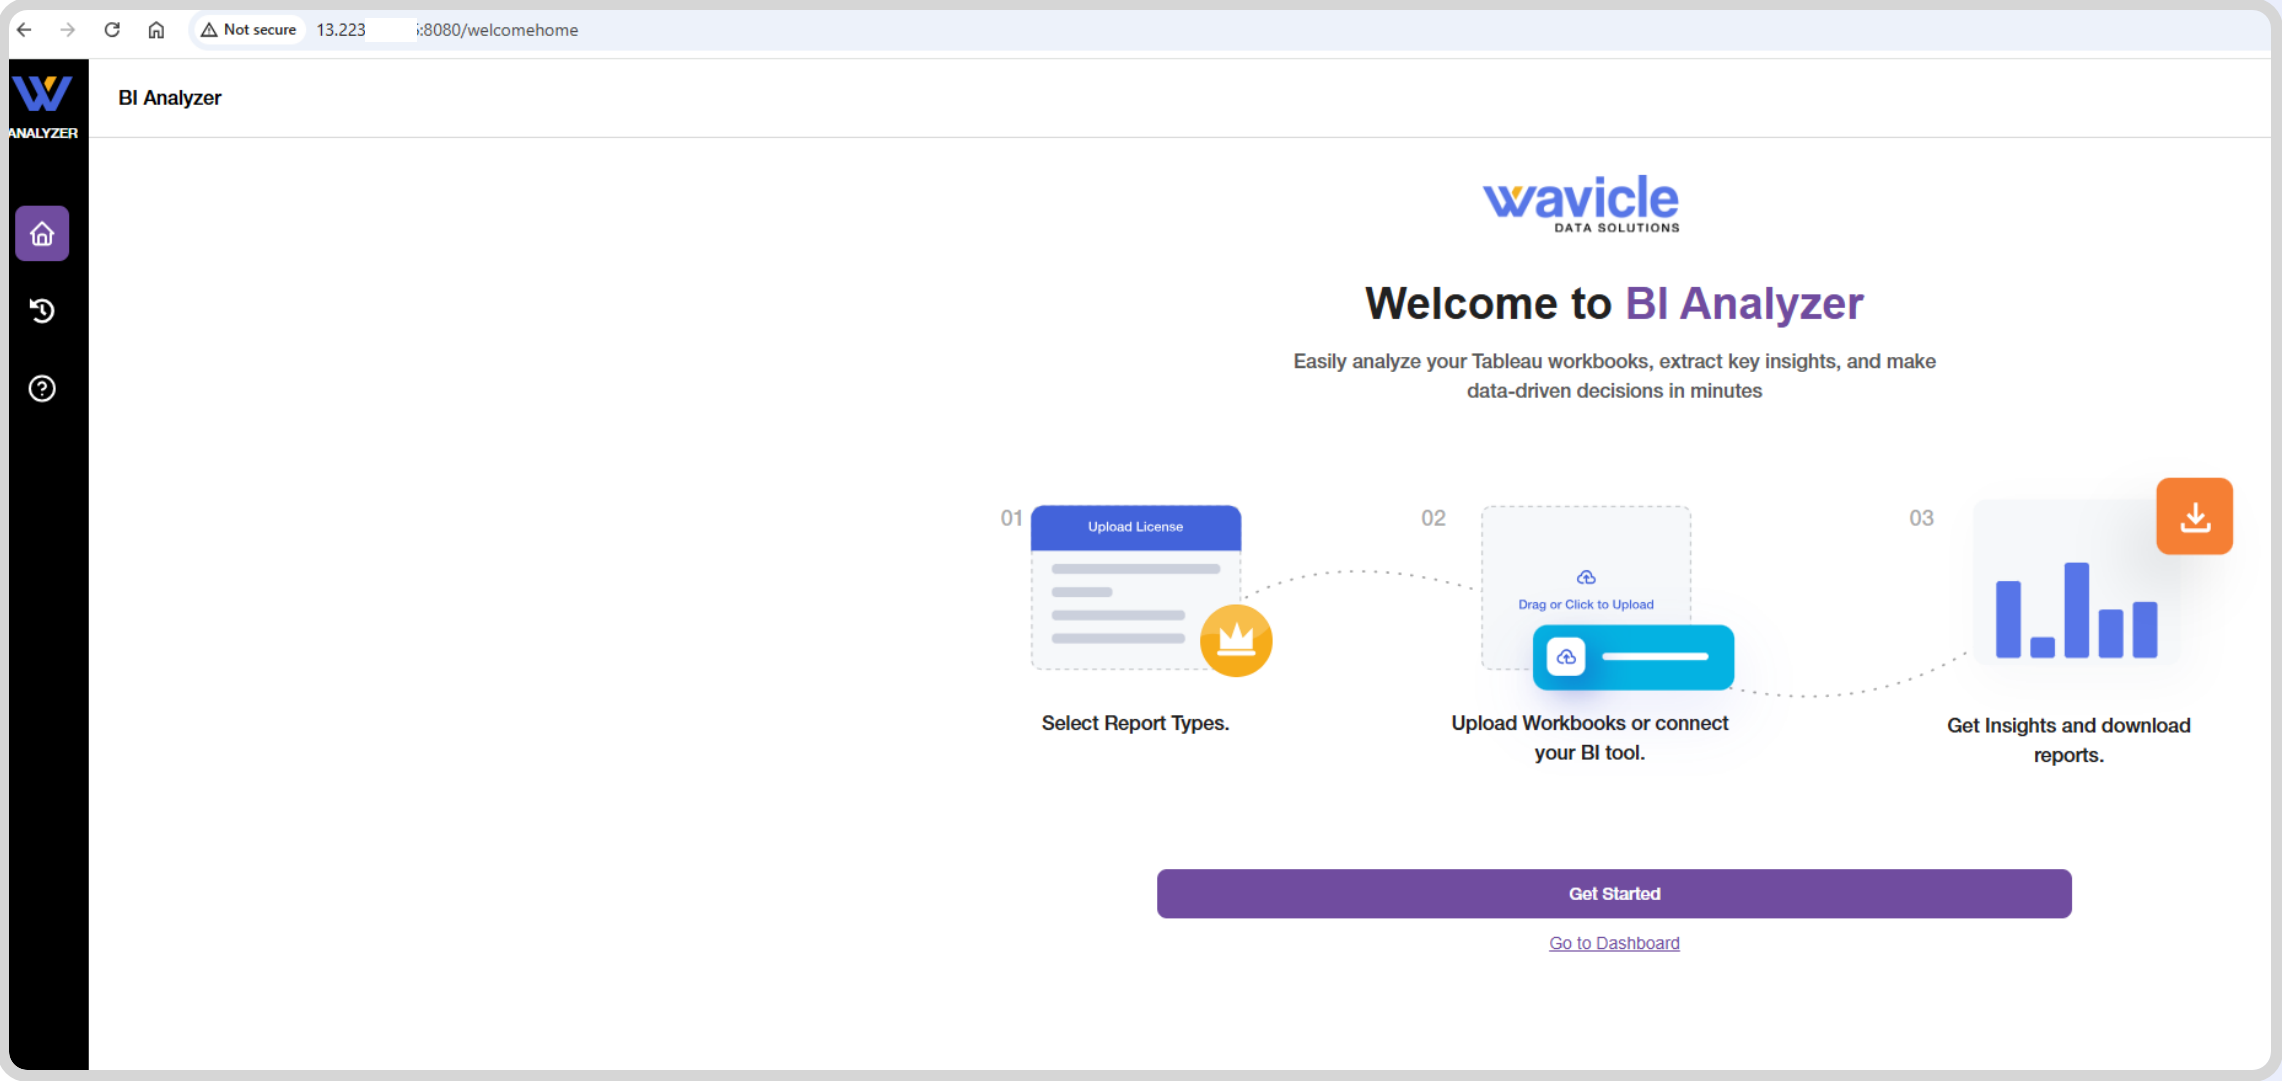 Not secure 13.223 :8080/welcomehome
ANALYZER
BI Analyzer
wavicle
DATA SOLUTIONS
Welcome to BI Analyzer
Easily analyze your Tableau workbooks, extract key insights, and make
data-driven decisions in minutes
01
Upload License
Select Report Types.
02
Drag or Click to Upload
Upload Workbooks or connect
your BI tool.
03
Get Insights and download
reports.
Get Started
Go to Dashboard